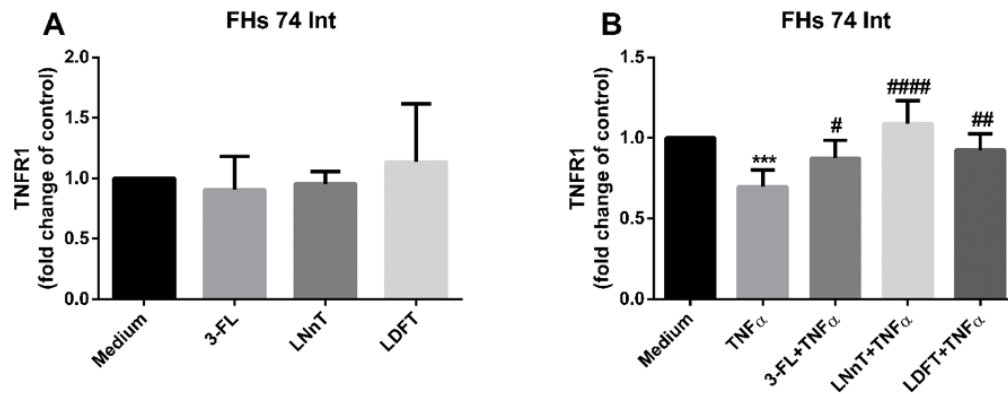 A
FHs 74 Int
TNFR1
(fold change of control)
2.0
1.5
1.0
0.5
0.0
Medium
3-FL
LNnT
LDFT
B
FHs 74 Int
TNFR1
(fold change of control)
1.5
1.0
0.5
0.0
***
#
####
##
Medium
TNFα
3-FL+TNFα
LNnT+TNFα
LDFT+TNFα